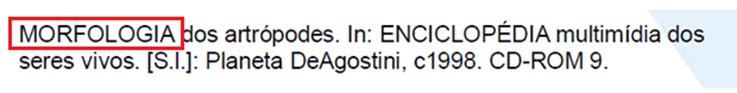 MORFOLOGIA dos artrópodes. In: ENCICLOPÉDIA multimídia dos
seres vivos. [S.I.]: Planeta DeAgostini, c1998. CD-ROM 9.